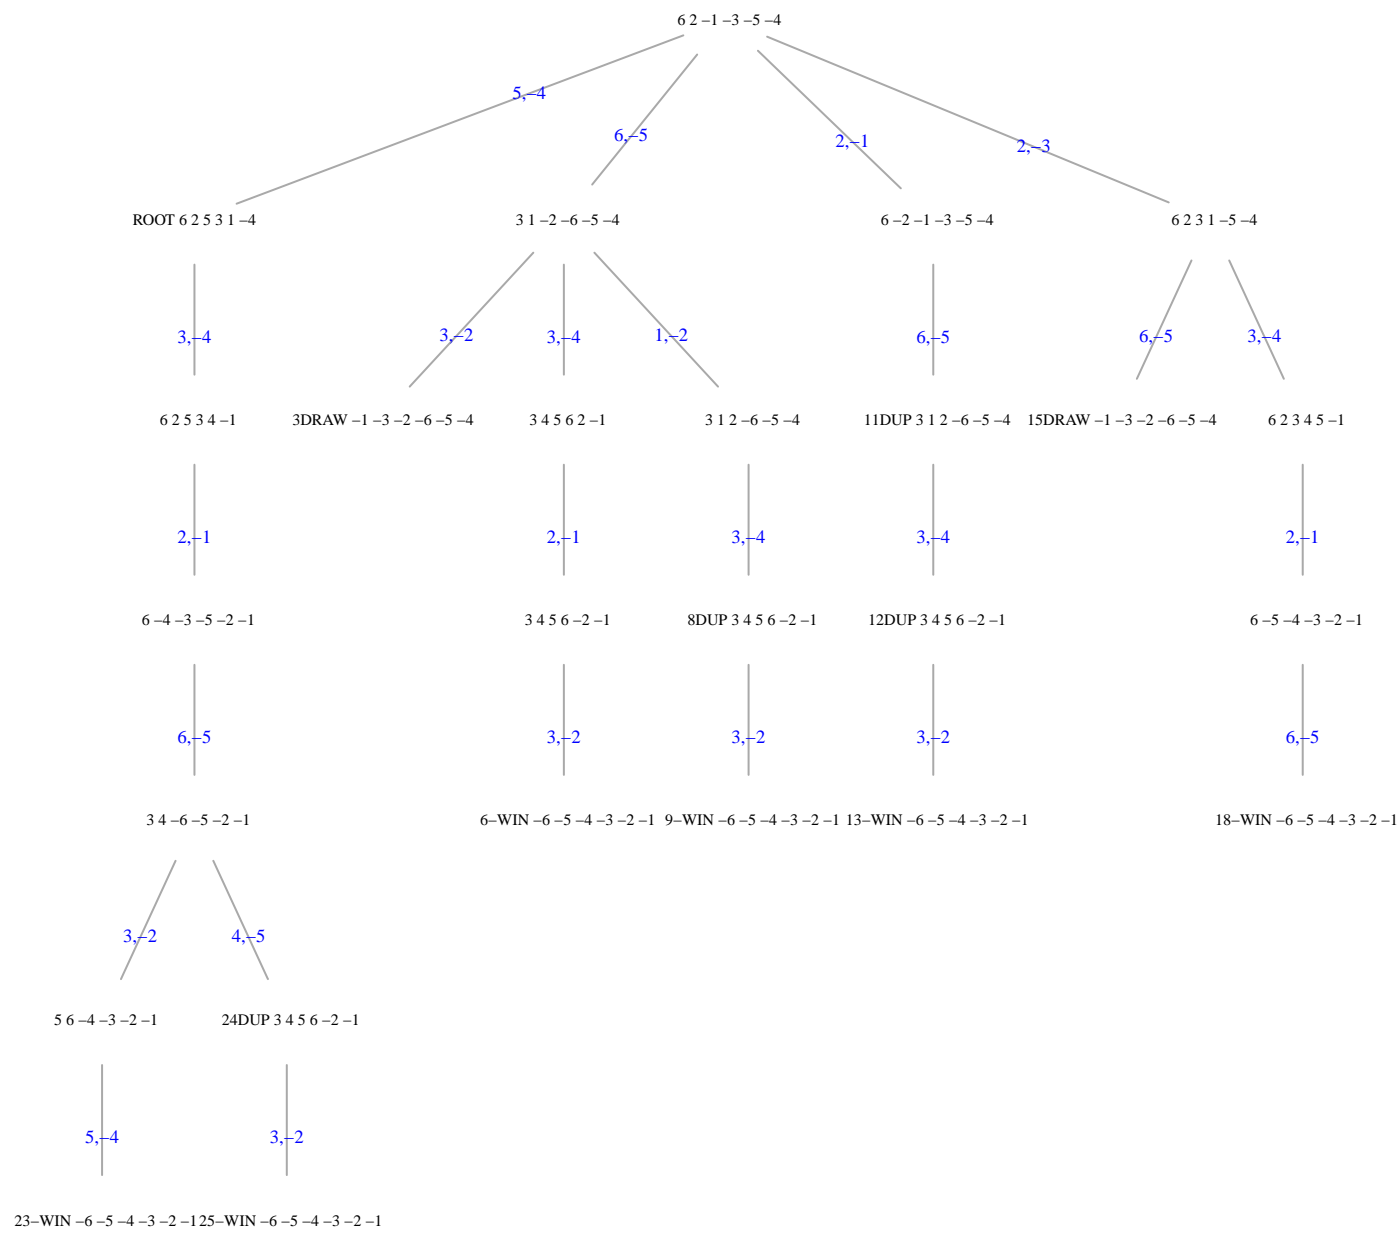 6 2 –1 –3 –5 –4
5,–4
6,–5
2,–1
2,–3
ROOT 6 2 5 3 1 –4
3 1 –2 –6 –5 –4
6 –2 –1 –3 –5 –4
6 2 3 1 –5 –4
3,–4
3,–2
3,–4
1,–2
6,–5
6,–5
3,–4
6 2 5 3 4 –1
3DRAW –1 –3 –2 –6 –5 –4
3 4 5 6 2 –1
3 1 2 –6 –5 –4
11DUP 3 1 2 –6 –5 –4
15DRAW –1 –3 –2 –6 –5 –4
6 2 3 4 5 –1
2,–1
2,–1
3,–4
3,–4
2,–1
6 –4 –3 –5 –2 –1
3 4 5 6 –2 –1
8DUP 3 4 5 6 –2 –1
12DUP 3 4 5 6 –2 –1
6 –5 –4 –3 –2 –1
6,–5
3,–2
3,–2
3,–2
6,–5
3 4 –6 –5 –2 –1
6–WIN –6 –5 –4 –3 –2 –1
9–WIN –6 –5 –4 –3 –2 –1
13–WIN –6 –5 –4 –3 –2 –1
18–WIN –6 –5 –4 –3 –2 –1
3,–2
4,–5
5 6 –4 –3 –2 –1
24DUP 3 4 5 6 –2 –1
5,–4
3,–2
23–WIN –6 –5 –4 –3 –2 –1
25–WIN –6 –5 –4 –3 –2 –1